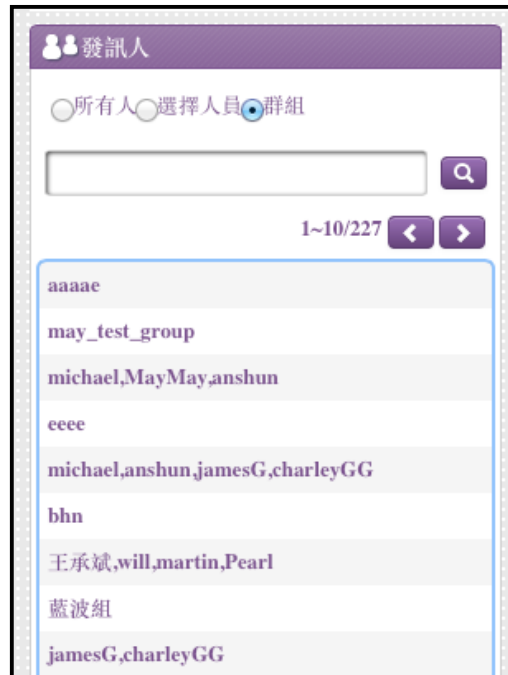 發訊人
所有人 選擇人員 群組
1~10/227
aaaae
may_test_group
michael,MayMay,anshun
eeee
michael,anshun,jamesG,charleyGG
bhn
王承斌,will,martin,Pearl
藍波組
jamesG,charleyGG